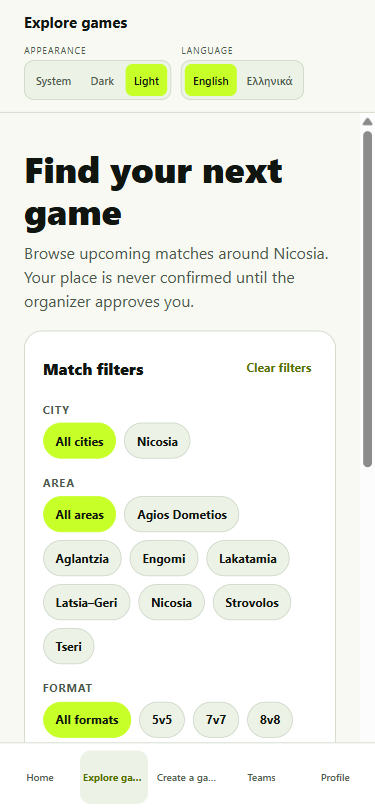 Explore games
APPEARANCE
LANGUAGE
System
Dark
Light
English
Ελληνικά
Find your next
game
Browse upcoming matches around Nicosia.
Your place is never confirmed until the
organizer approves you.
Match filters
Clear filters
CITY
All cities
Nicosia
AREA
All areas
Agios Dometios
Aglantzia
Engomi
Lakatamia
Latsia–Geri
Nicosia
Strovolos
Tseri
FORMAT
All formats
5v5
7v7
8v8
Home
Explore ga...
Create a ga...
Teams
Profile